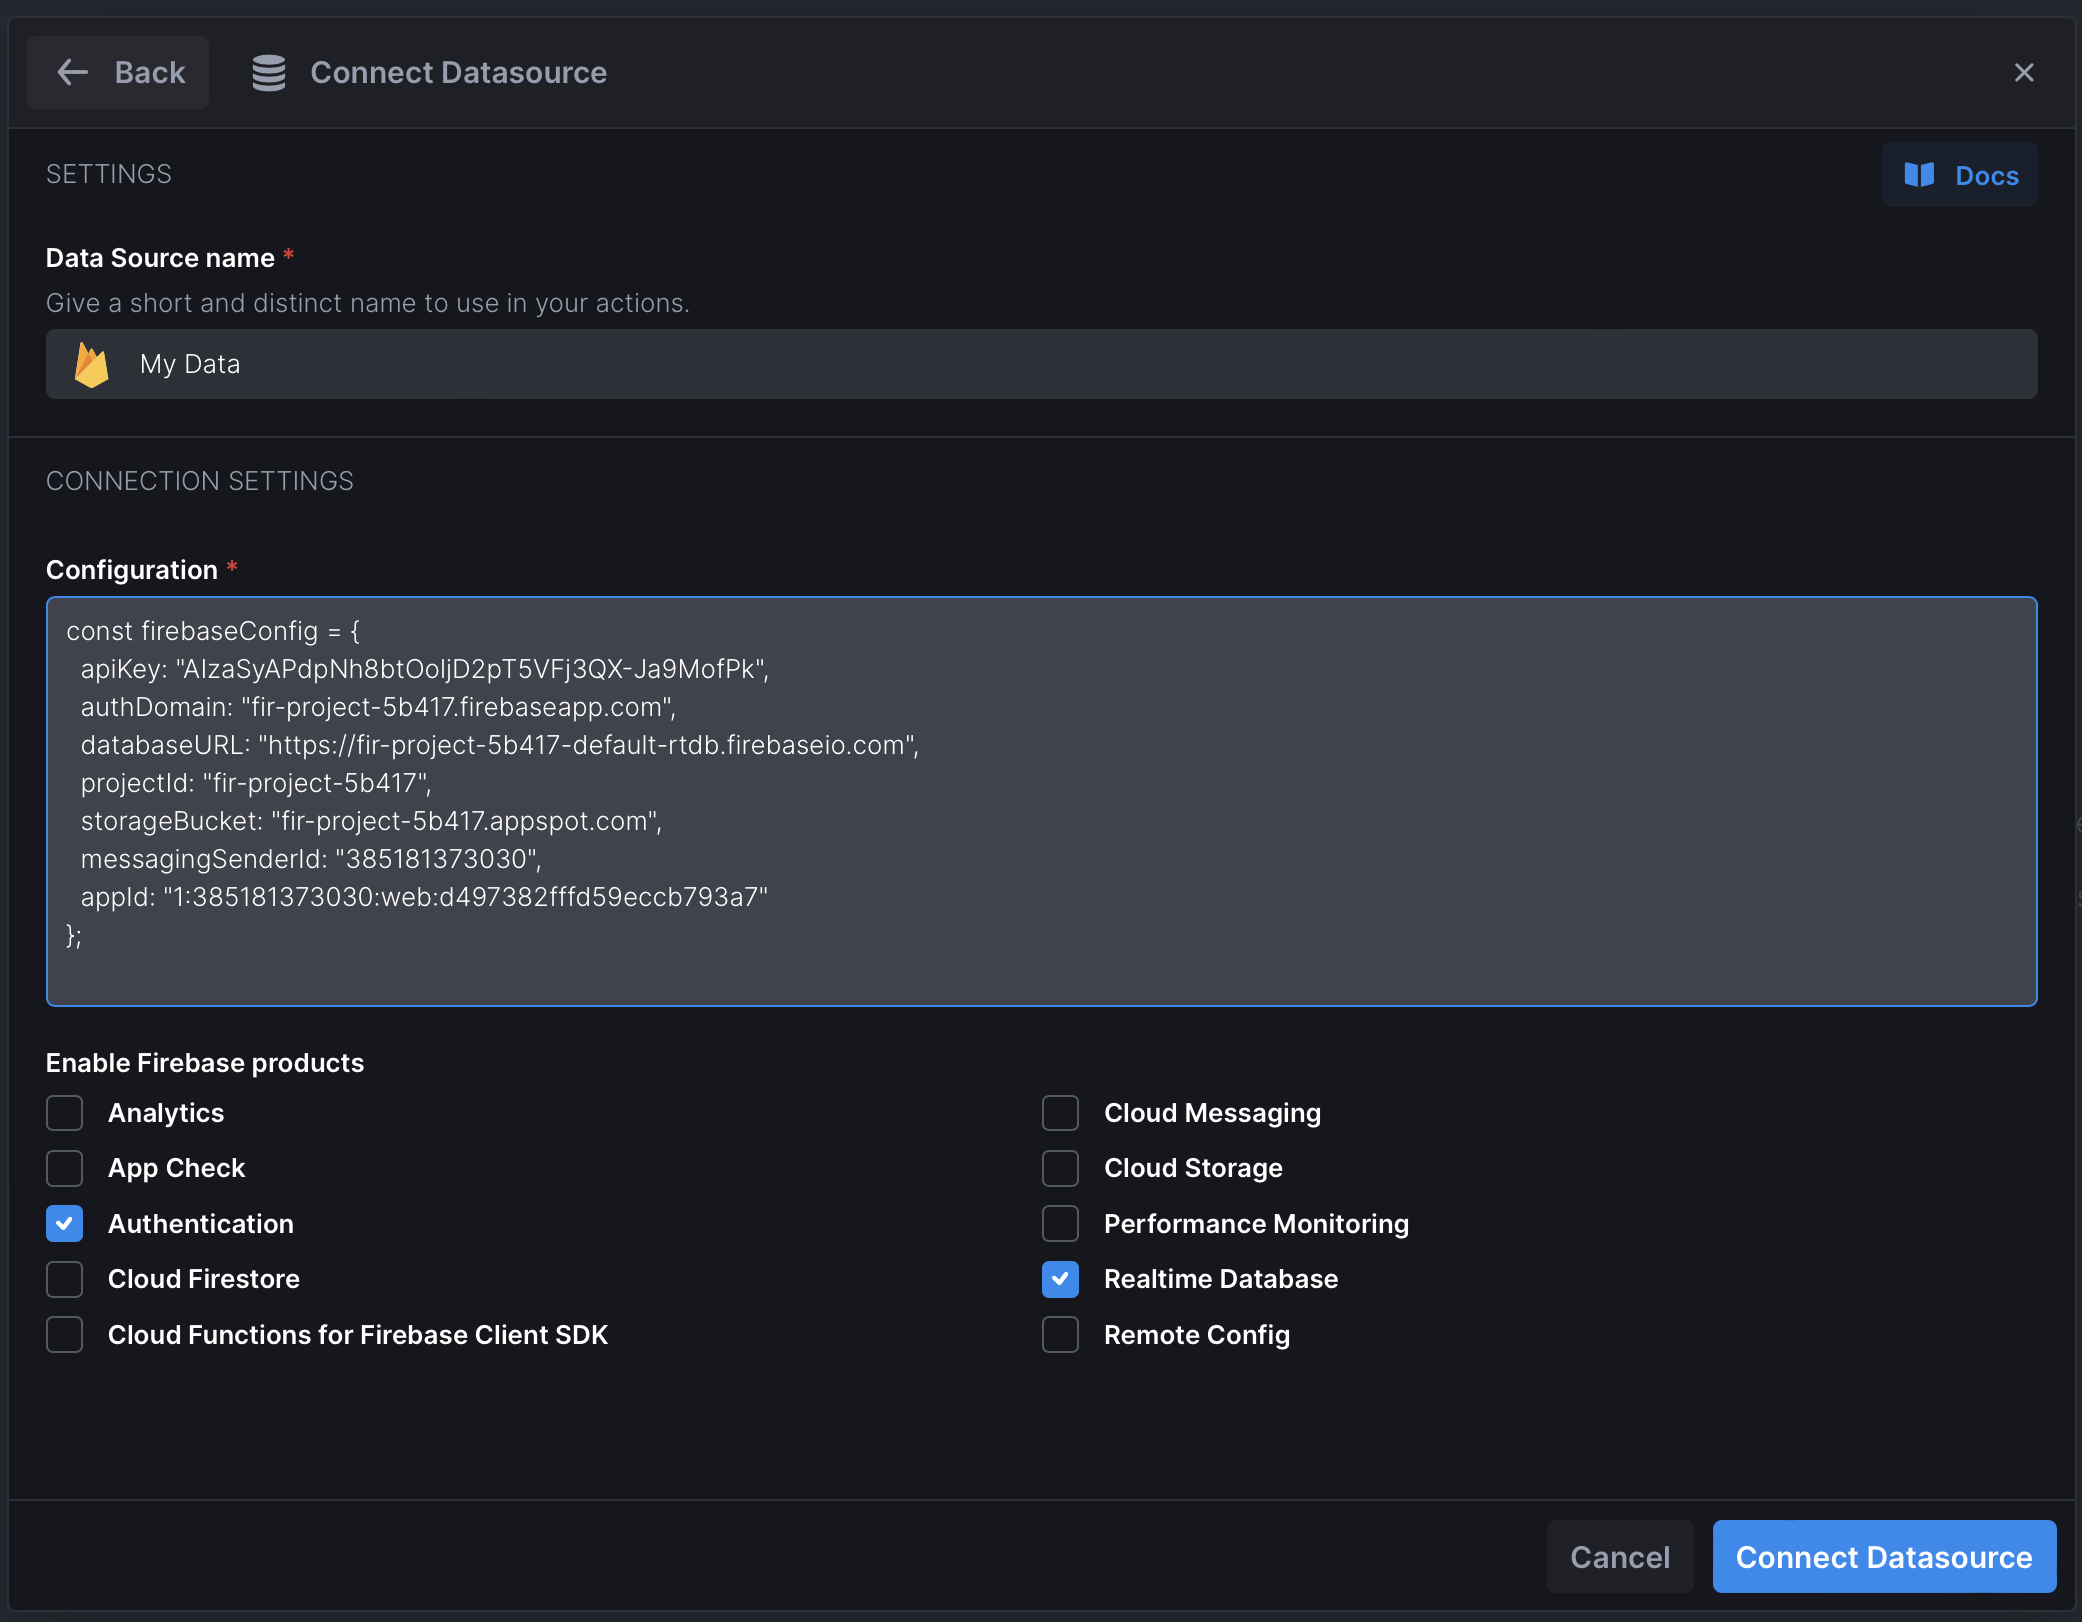 Back
Connect Datasource
SETTINGS
Docs
Data Source name *
Give a short and distinct name to use in your actions.
My Data
CONNECTION SETTINGS
Configuration *
const firebaseConfig = {
  apiKey: "AIzaSyAPdpNh8btOoljD2pT5VFj3QX-Ja9MofPk",
  authDomain: "fir-project-5b417.firebaseapp.com",
  databaseURL: "https://fir-project-5b417-default-rtdb.firebaseio.com",
  projectId: "fir-project-5b417",
  storageBucket: "fir-project-5b417.appspot.com",
  messagingSenderId: "385181373030",
  appId: "1:385181373030:web:d497382fffd59eccb793a7"
};
Enable Firebase products
Analytics
App Check
Authentication
Cloud Firestore
Cloud Functions for Firebase Client SDK
Cloud Messaging
Cloud Storage
Performance Monitoring
Realtime Database
Remote Config
Cancel
Connect Datasource